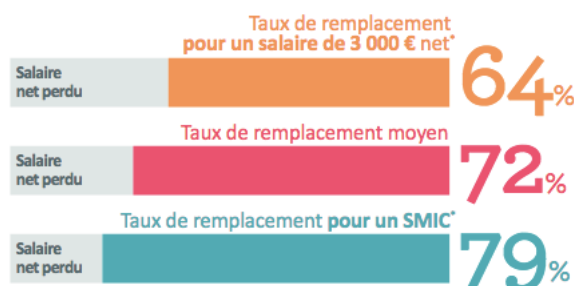 Taux de remplacement
pour un salaire de 3 000 € net*
Salaire
net perdu
64%
Taux de remplacement moyen
Salaire
net perdu
72%
Taux de remplacement pour un SMIC*
Salaire
net perdu
79%